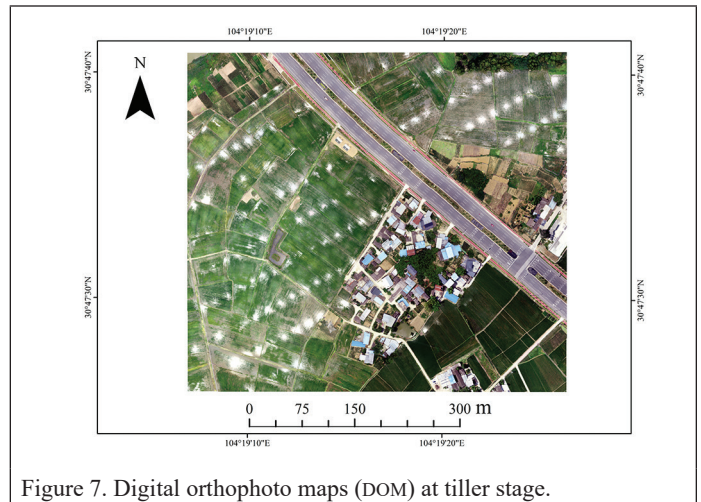 104°19'10"E 104°19'20"E
30°47'40"N 30°47'40"N
N
30°47'30"N 30°47'30"N
0 75 150 300 m
104°19'10"E 104°19'20"E
Figure 7. Digital orthophoto maps (DOM) at tiller stage.